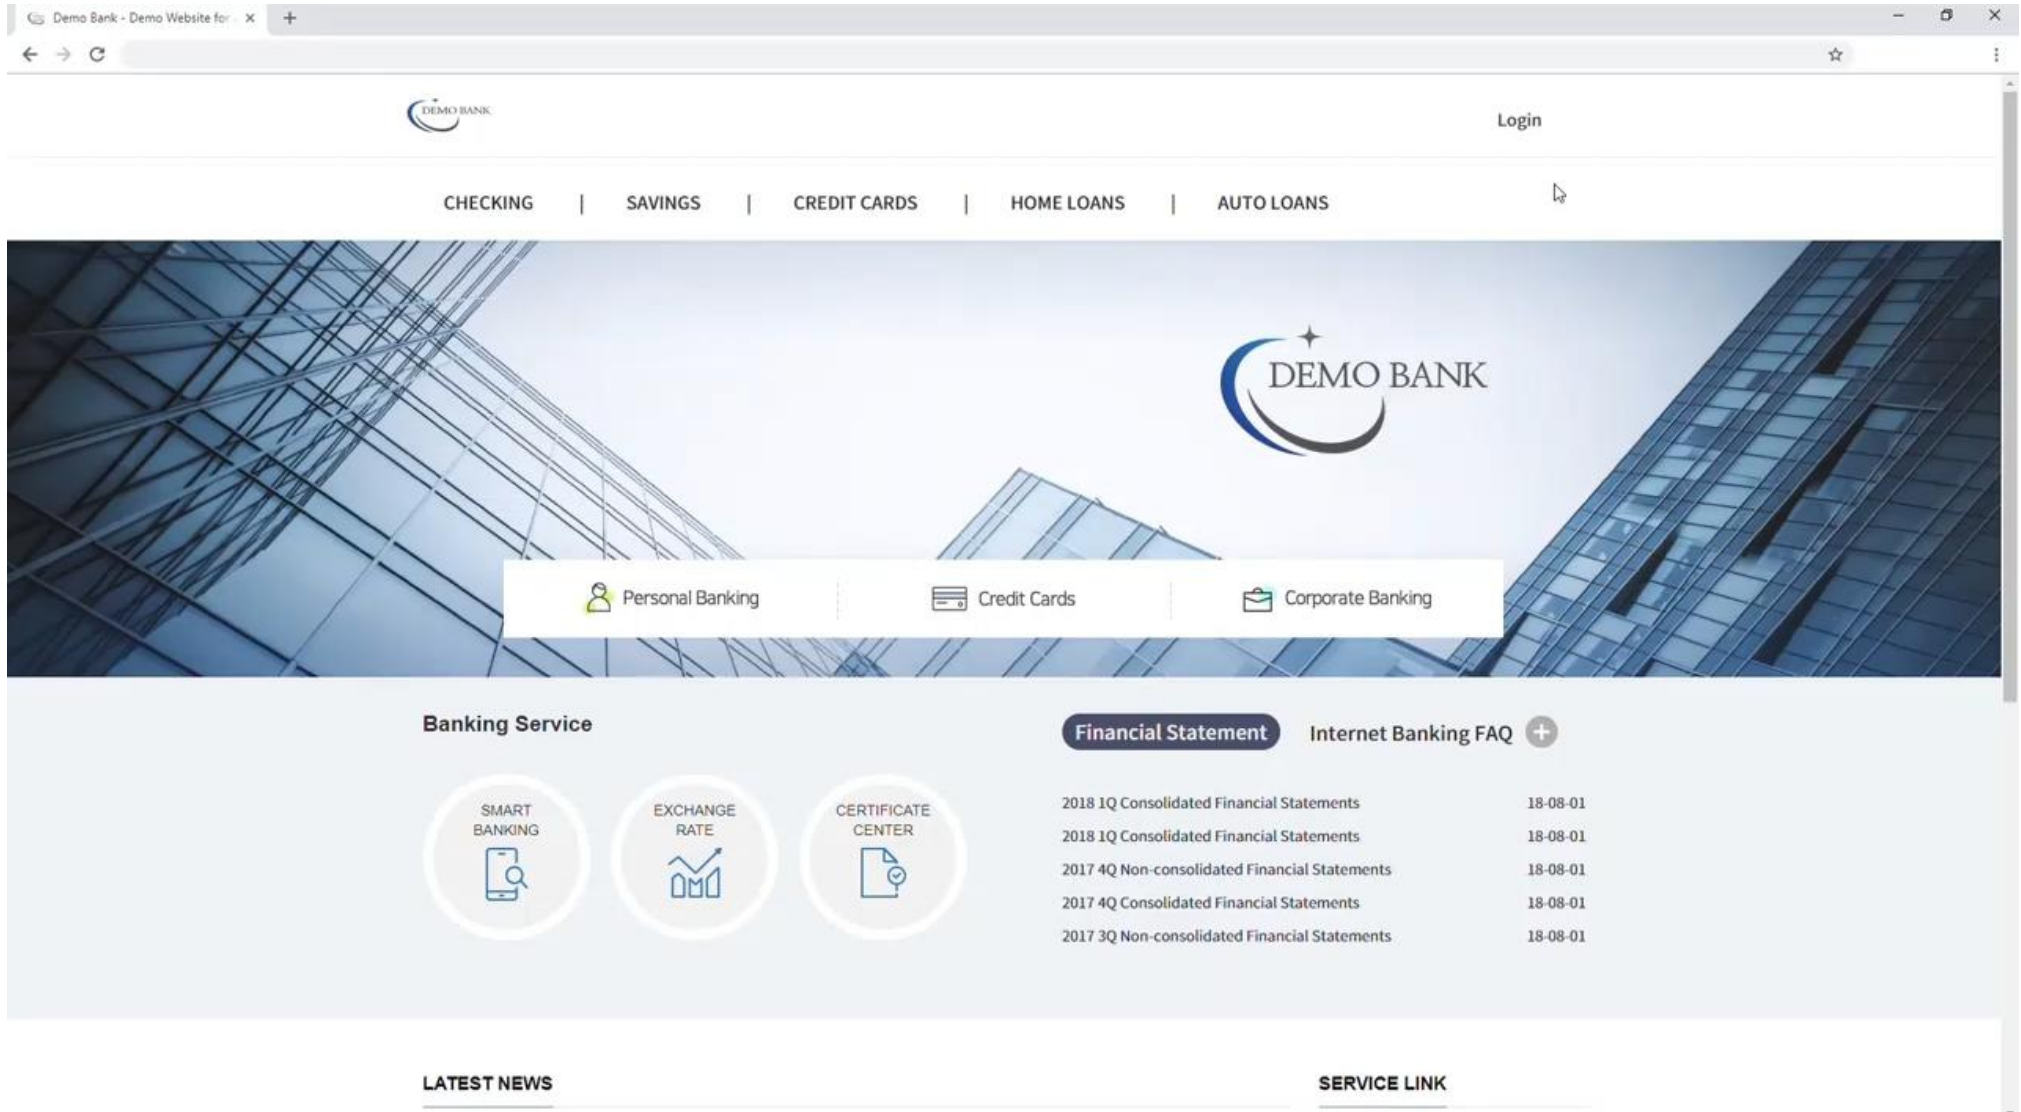 Demo Bank - Demo Website for
DEMO BANK
Login
CHECKING | SAVINGS | CREDIT CARDS | HOME LOANS | AUTO LOANS
DEMO BANK
Personal Banking
Credit Cards
Corporate Banking
Banking Service
SMART
BANKING
EXCHANGE
RATE
CERTIFICATE
CENTER
Financial Statement
Internet Banking FAQ
2018 1Q Consolidated Financial Statements 18-08-01
2018 1Q Consolidated Financial Statements 18-08-01
2017 4Q Non-consolidated Financial Statements 18-08-01
2017 4Q Consolidated Financial Statements 18-08-01
2017 3Q Non-consolidated Financial Statements 18-08-01
LATEST NEWS
SERVICE LINK